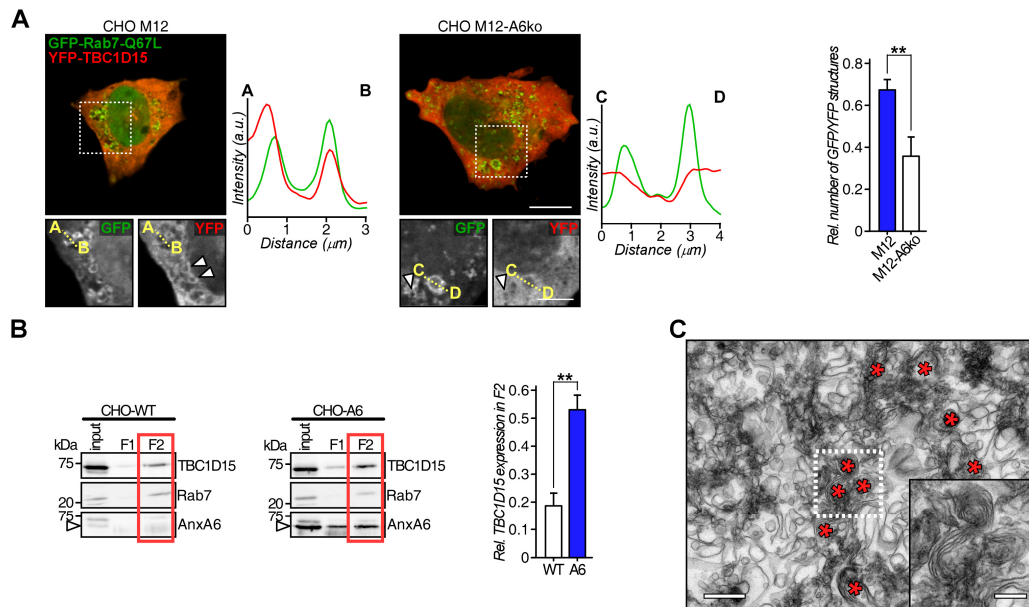 A
CHO M12
GFP-Rab7-Q67L
YFP-TBC1D15
A
B
GFP
A
B
YFP
A
B
Intensity (a.u.)
0 1 2 3
Distance (μm)
CHO M12-A6ko
GFP
C
D
YFP
C
D
C
D
Intensity (a.u.)
0 1 2 3 4
Distance (μm)
**
Rel. number of GFP/YFP structures
0.8
0.6
0.4
0.2
0
M12
M12-A6ko
B
CHO-WT
kDa input F1 F2
75 TBC1D15
20 Rab7
75 AnxA6
CHO-A6
kDa input F1 F2
75 TBC1D15
20 Rab7
75 AnxA6
**
Rel. TBC1D15 expression in F2
0.6
0.5
0.4
0.3
0.2
0.1
0
WT A6
C